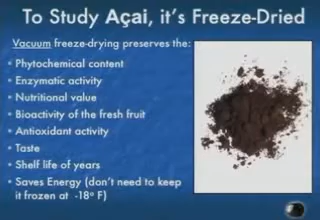 To Study Açai, it's Freeze-Dried
Vacuum freeze-drying preserves the:
• Phytochemical content
• Enzymatic activity
• Nutritional value
• Bioactivity of the fresh fruit
• Antioxidant activity
• Taste
• Shelf life of years
• Saves Energy (don't need to keep
it frozen at -18º F)